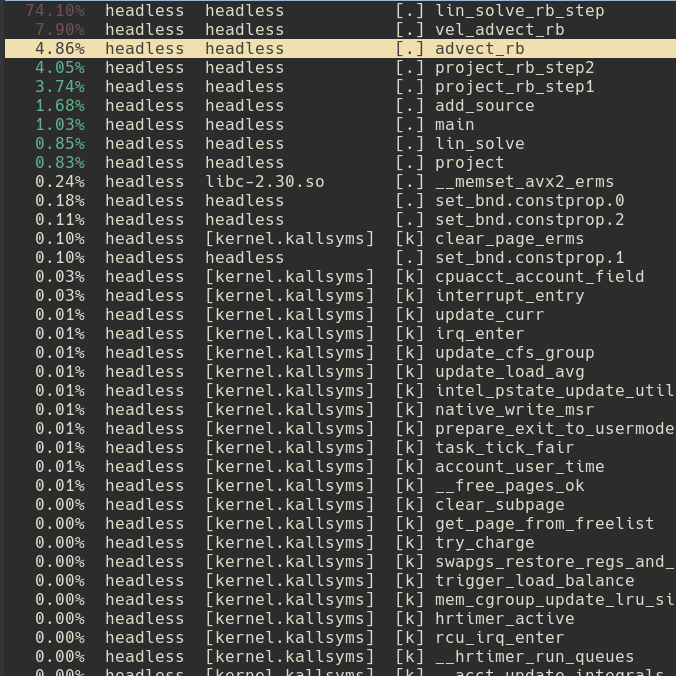 74.10% headless headless [.] lin_solve_rb_step
7.90% headless headless [.] vel_advect_rb
4.86% headless headless [.] advect_rb
4.05% headless headless [.] project_rb_step2
3.74% headless headless [.] project_rb_step1
1.68% headless headless [.] add_source
1.03% headless headless [.] main
0.85% headless headless [.] lin_solve
0.83% headless headless [.] project
0.24% headless libc-2.30.so [.] __memset_avx2_erms
0.18% headless headless [.] set_bnd.constprop.0
0.11% headless headless [.] set_bnd.constprop.2
0.10% headless [kernel.kallsyms] [k] clear_page_erms
0.10% headless headless [.] set_bnd.constprop.1
0.03% headless [kernel.kallsyms] [k] cpuacct_account_field
0.03% headless [kernel.kallsyms] [k] interrupt_entry
0.01% headless [kernel.kallsyms] [k] update_curr
0.01% headless [kernel.kallsyms] [k] irq_enter
0.01% headless [kernel.kallsyms] [k] update_cfs_group
0.01% headless [kernel.kallsyms] [k] update_load_avg
0.01% headless [kernel.kallsyms] [k] intel_pstate_update_util
0.01% headless [kernel.kallsyms] [k] native_write_msr
0.01% headless [kernel.kallsyms] [k] prepare_exit_to_usermode
0.01% headless [kernel.kallsyms] [k] task_tick_fair
0.01% headless [kernel.kallsyms] [k] account_user_time
0.01% headless [kernel.kallsyms] [k] __free_pages_ok
0.00% headless [kernel.kallsyms] [k] clear_subpage
0.00% headless [kernel.kallsyms] [k] get_page_from_freelist
0.00% headless [kernel.kallsyms] [k] try_charge
0.00% headless [kernel.kallsyms] [k] swapgs_restore_regs_and_
0.00% headless [kernel.kallsyms] [k] trigger_load_balance
0.00% headless [kernel.kallsyms] [k] mem_cgroup_update_lru_si
0.00% headless [kernel.kallsyms] [k] hrtimer_active
0.00% headless [kernel.kallsyms] [k] rcu_irq_enter
0.00% headless [kernel.kallsyms] [k] __hrtimer_run_queues
0.00% headless [kernel.kallsyms] [k] __acct_update_integrals